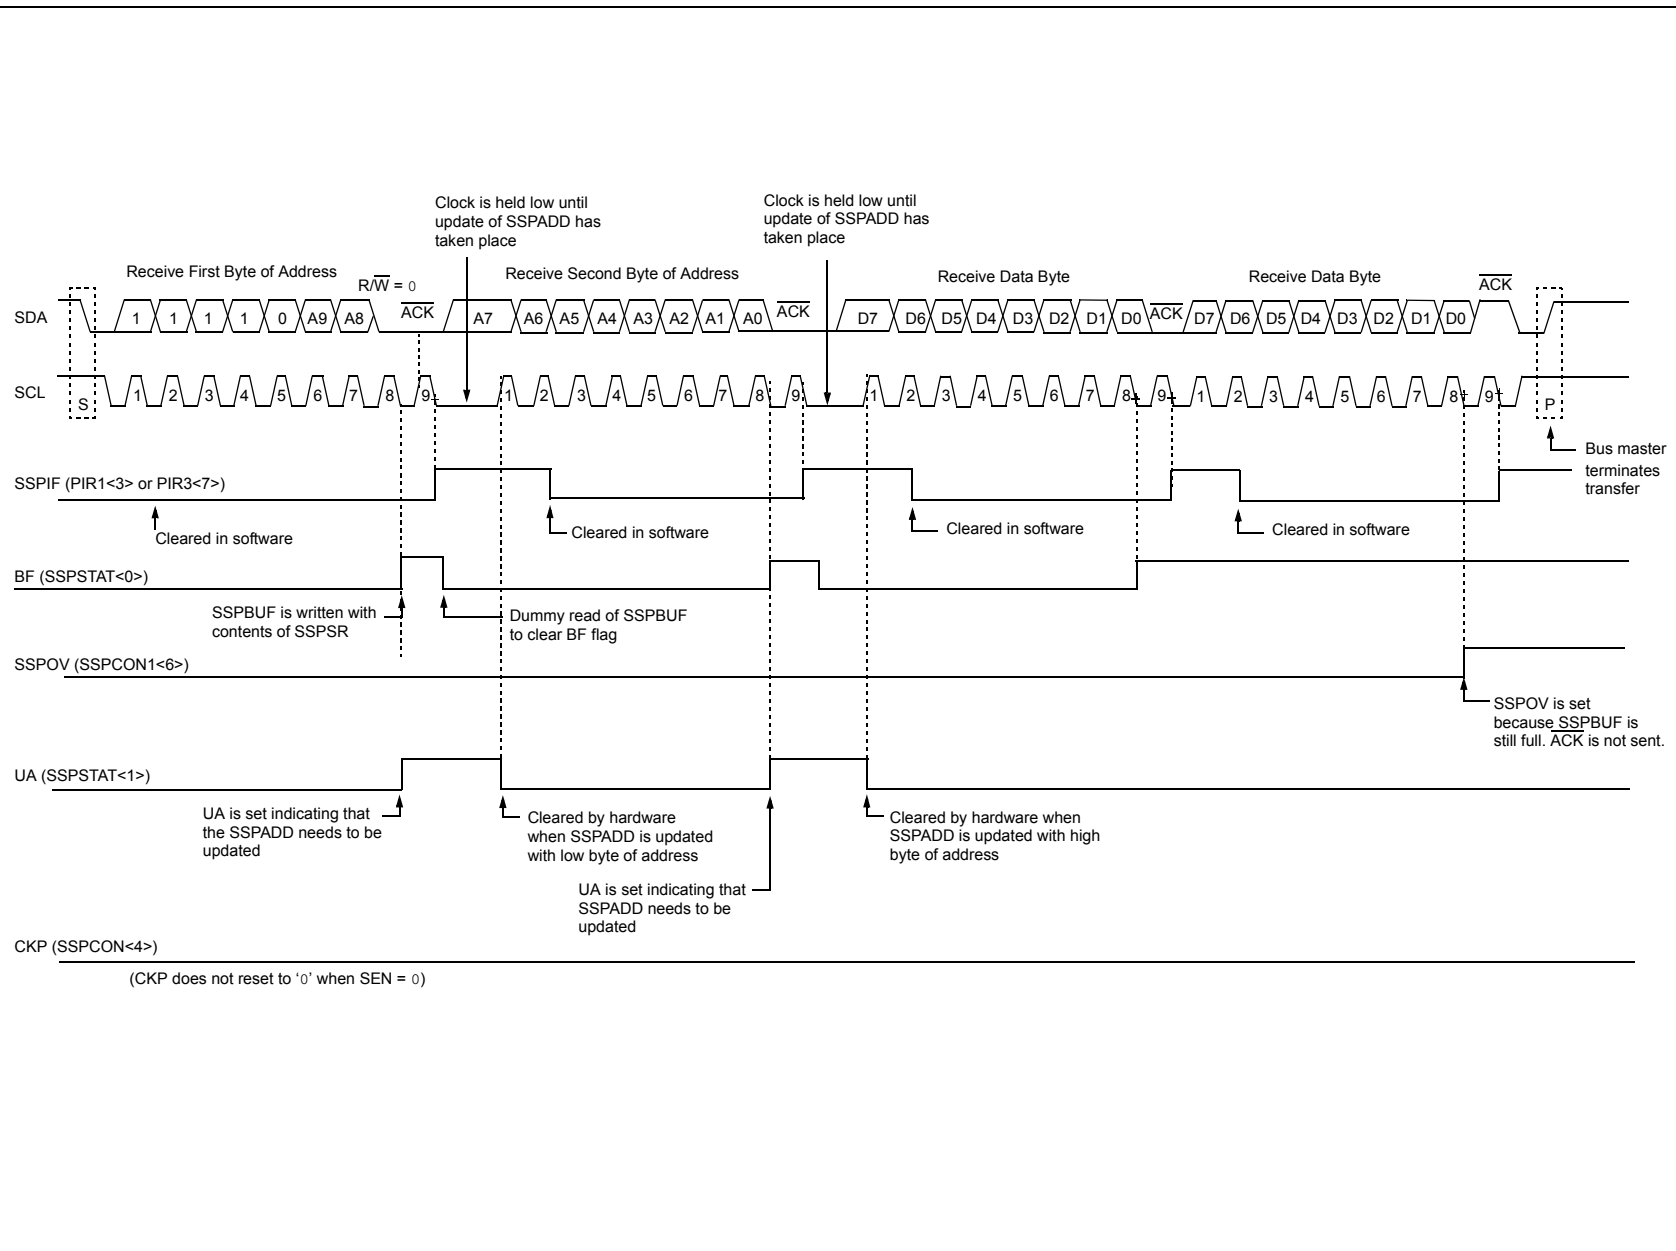 Clock is held low until
update of SSPADD has
taken place
Clock is held low until
update of SSPADD has
taken place
Receive First Byte of Address
R/W = 0
ACK
Receive Second Byte of Address
ACK
Receive Data Byte
ACK
Receive Data Byte
ACK
SDA
1 1 1 1 0 A9 A8
A7 A6 A5 A4 A3 A2 A1 A0
D7 D6 D5 D4 D3 D2 D1 D0
D7 D6 D5 D4 D3 D2 D1 D0
SCL
S
1 2 3 4 5 6 7 8 9
1 2 3 4 5 6 7 8 9
1 2 3 4 5 6 7 8 9
1 2 3 4 5 6 7 8 9
P
Bus master
terminates
transfer
SSPIF (PIR1<3> or PIR3<7>)
Cleared in software
Cleared in software
Cleared in software
Cleared in software
BF (SSPSTAT<0>)
SSPBUF is written with
contents of SSPSR
Dummy read of SSPBUF
to clear BF flag
SSPOV (SSPCON1<6>)
SSPOV is set
because SSPBUF is
still full. ACK is not sent.
UA (SSPSTAT<1>)
UA is set indicating that
the SSPADD needs to be
updated
Cleared by hardware
when SSPADD is updated
with low byte of address
UA is set indicating that
SSPADD needs to be
updated
Cleared by hardware when
SSPADD is updated with high
byte of address
CKP (SSPCON<4>)
(CKP does not reset to ‘0’ when SEN = 0)